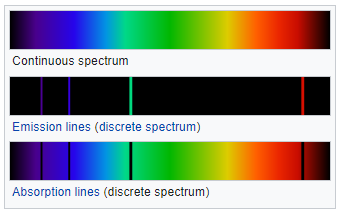 Continuous spectrum
Emission lines (discrete spectrum)
Absorption lines (discrete spectrum)